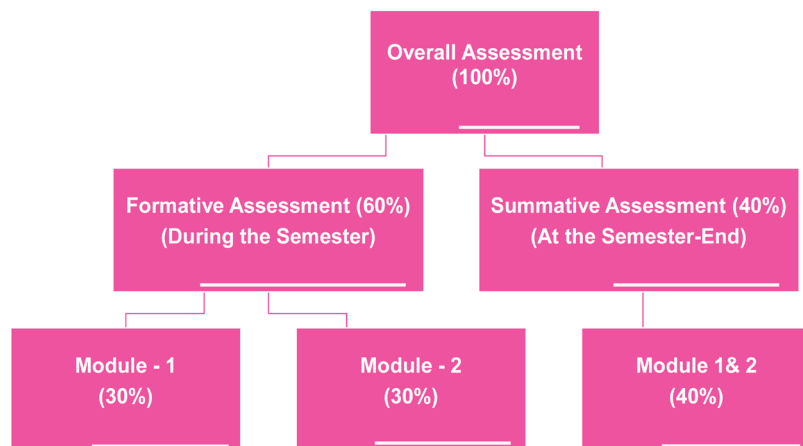 Overall Assessment
(100%)
Formative Assessment (60%)
(During the Semester)
Summative Assessment (40%)
(At the Semester-End)
Module - 1
(30%)
Module - 2
(30%)
Module 1& 2
(40%)